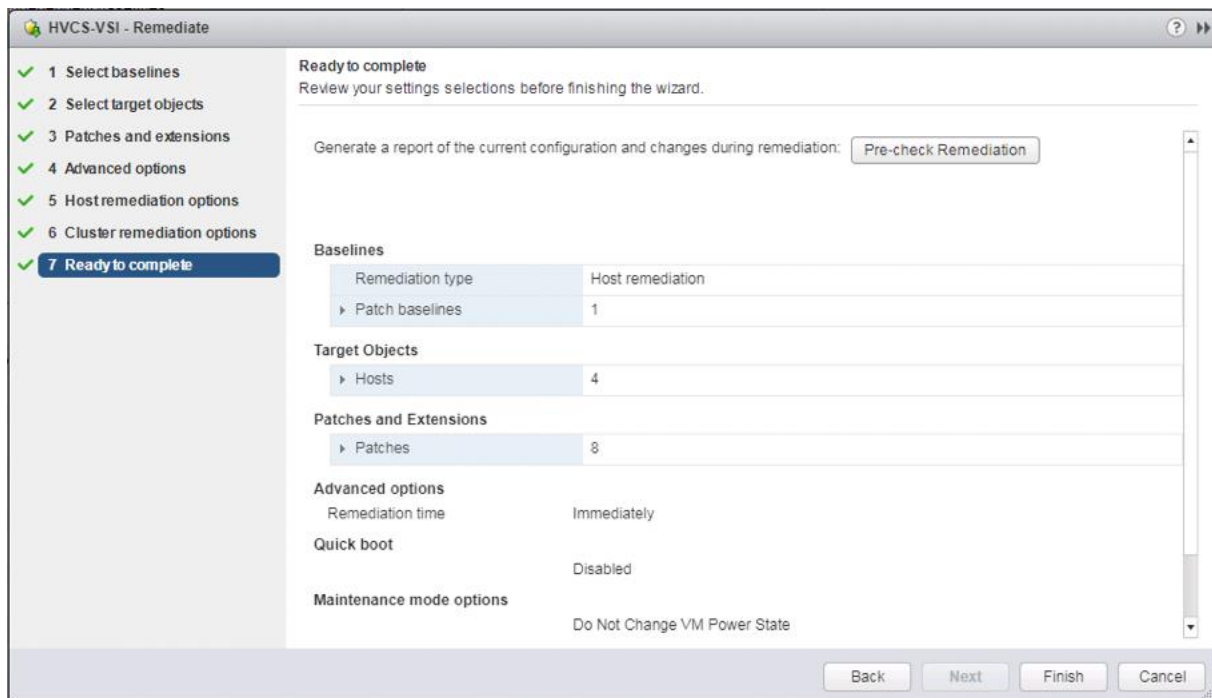 HVCS-VSI - Remediate
?
1 Select baselines
2 Select target objects
3 Patches and extensions
4 Advanced options
5 Host remediation options
6 Cluster remediation options
7 Ready to complete
Ready to complete
Review your settings selections before finishing the wizard.
Generate a report of the current configuration and changes during remediation: Pre-check Remediation
Baselines
Remediation type Host remediation
Patch baselines 1
Target Objects
Hosts 4
Patches and Extensions
Patches 8
Advanced options
Remediation time Immediately
Quick boot
Disabled
Maintenance mode options
Do Not Change VM Power State
Back Next Finish Cancel